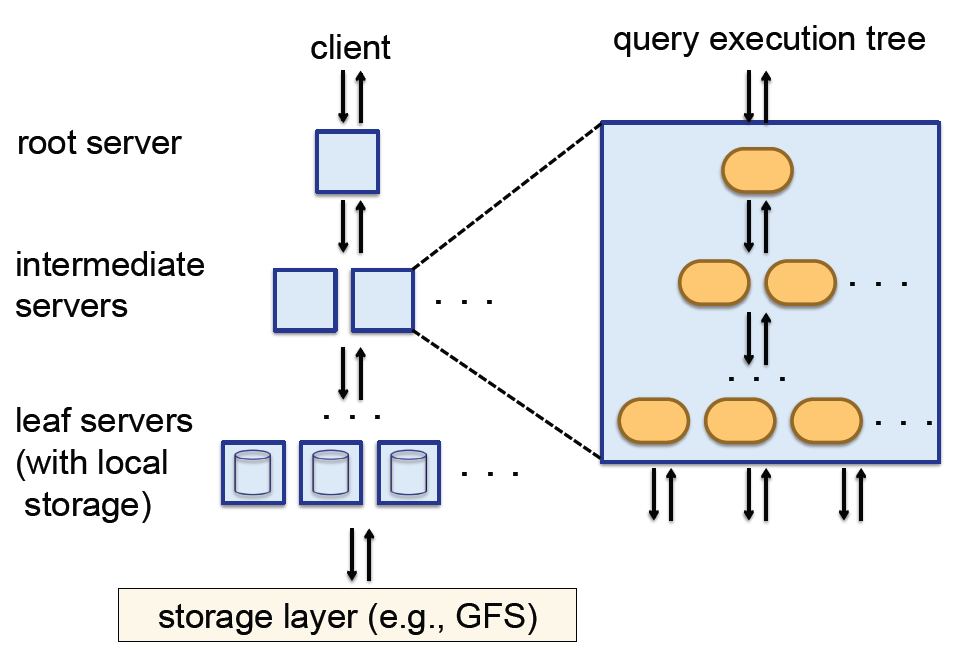 client
query execution tree
root server
intermediate
servers
. . .
. . .
. . .
. . .
leaf servers
(with local
storage)
. . .
. . .
storage layer (e.g., GFS)